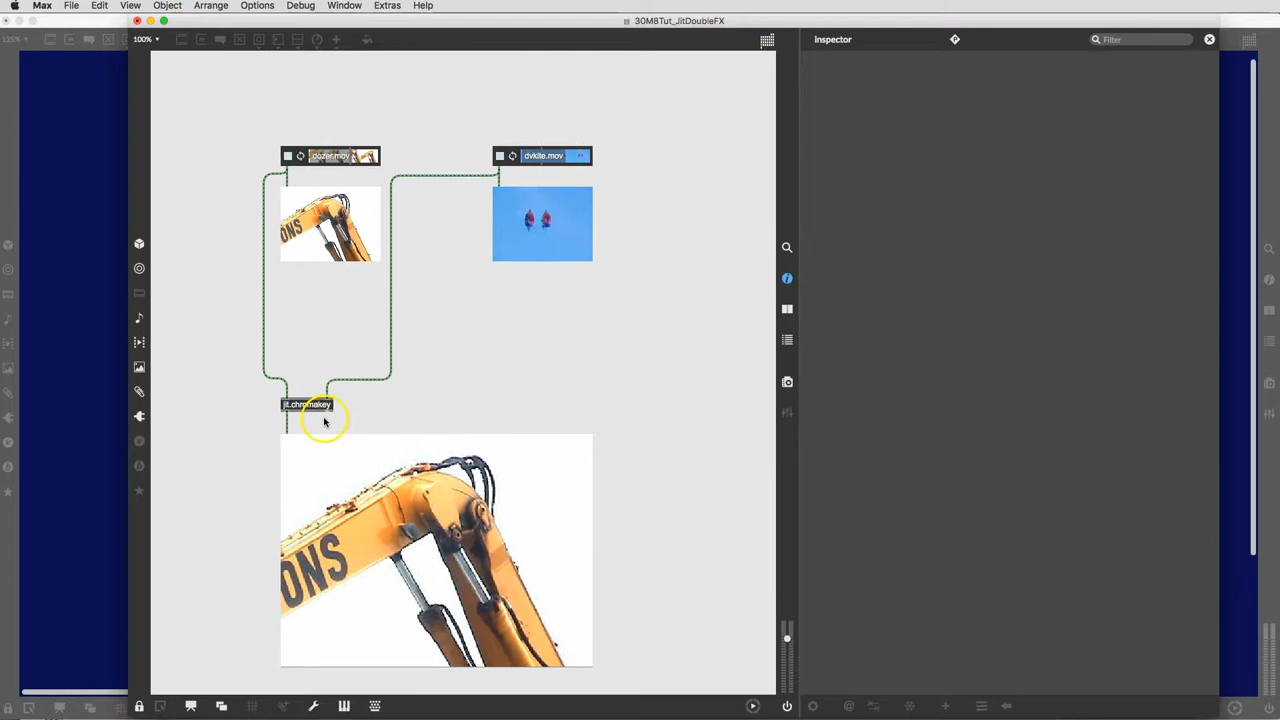 Max File Edit View Object Arrange Options Debug Window Extras Help
30M8Tut_JitDoubleFX
125%
100%
Inspector
Filter
dozer.mov
dvkite.mov
ONS
jit.chromakey
ONS